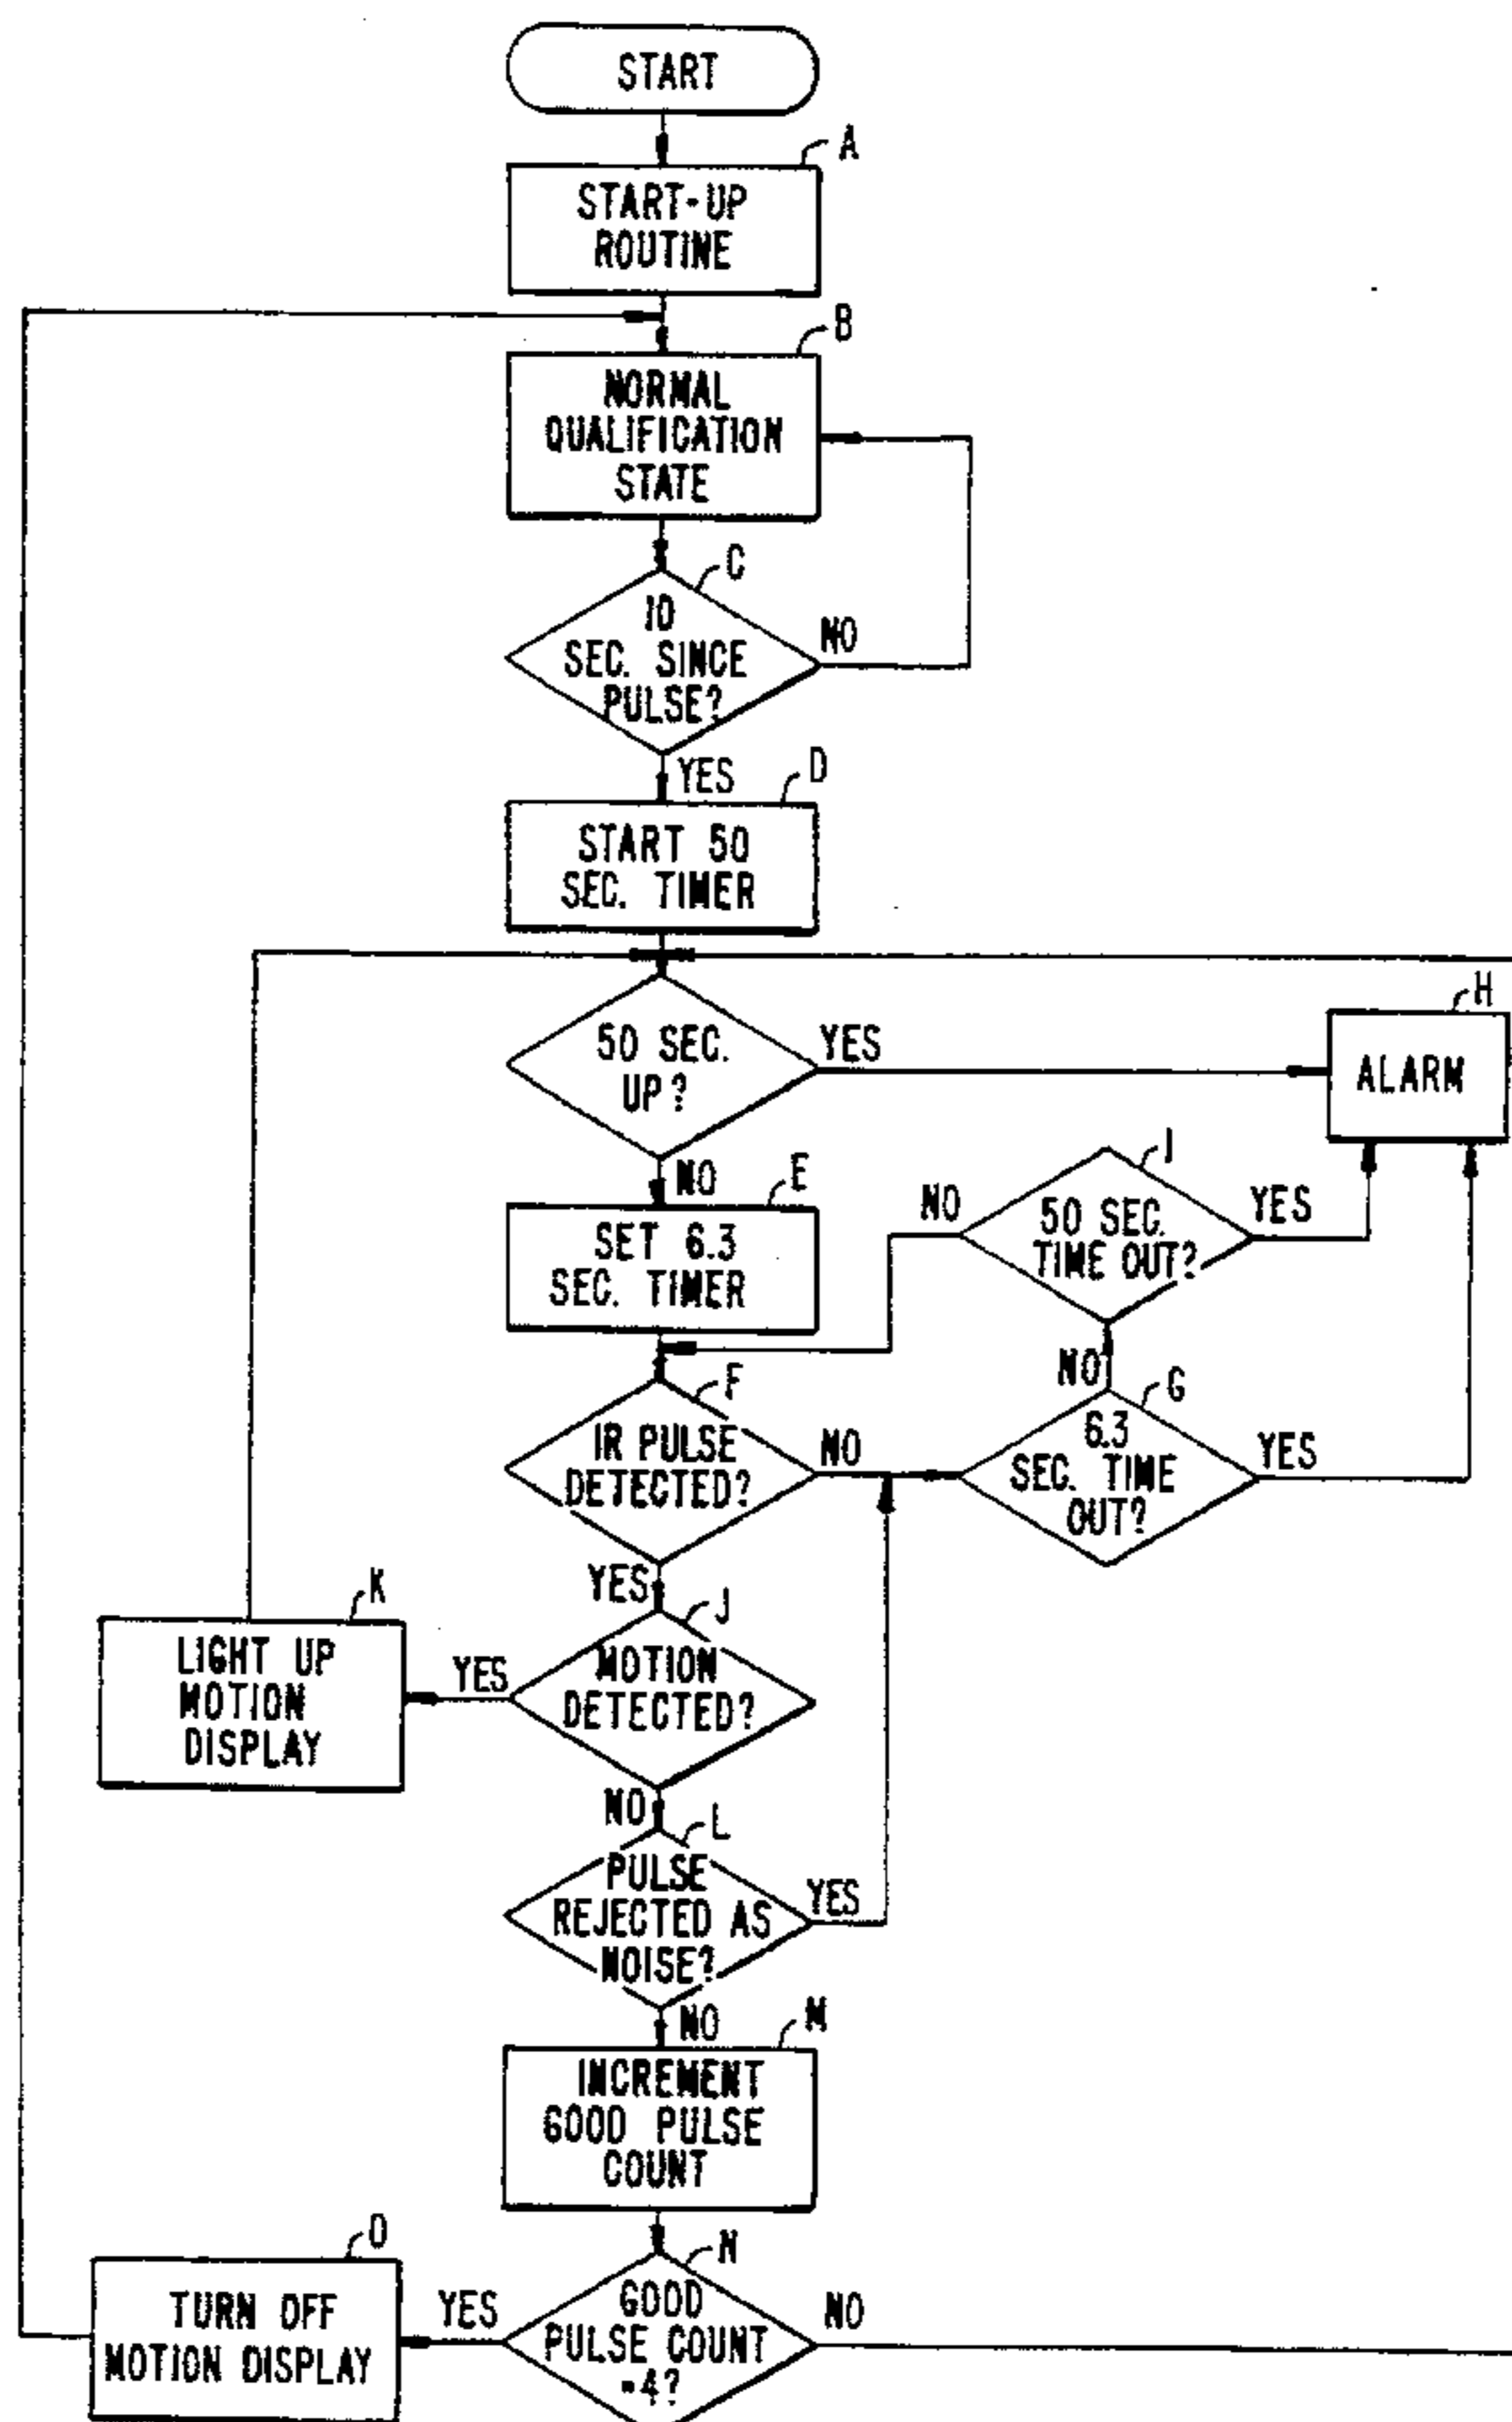 START
A
START-UP
ROUTINE
B
NORMAL
QUALIFICATION
STATE
C
10
SEC. SINCE
PULSE?
NO
YES
D
START 50
SEC. TIMER
50 SEC.
UP?
YES
H
ALARM
NO
E
SET 6.3
SEC. TIMER
I
50 SEC.
TIME OUT?
NO
YES
F
IR PULSE
DETECTED?
NO
NO
G
6.3
SEC. TIME
OUT?
YES
YES
J
MOTION
DETECTED?
YES
K
LIGHT UP
MOTION
DISPLAY
NO
L
PULSE
REJECTED AS
NOISE?
YES
NO
M
INCREMENT
GOOD PULSE
COUNT
N
GOOD
PULSE COUNT
=4?
YES
NO
O
TURN OFF
MOTION DISPLAY